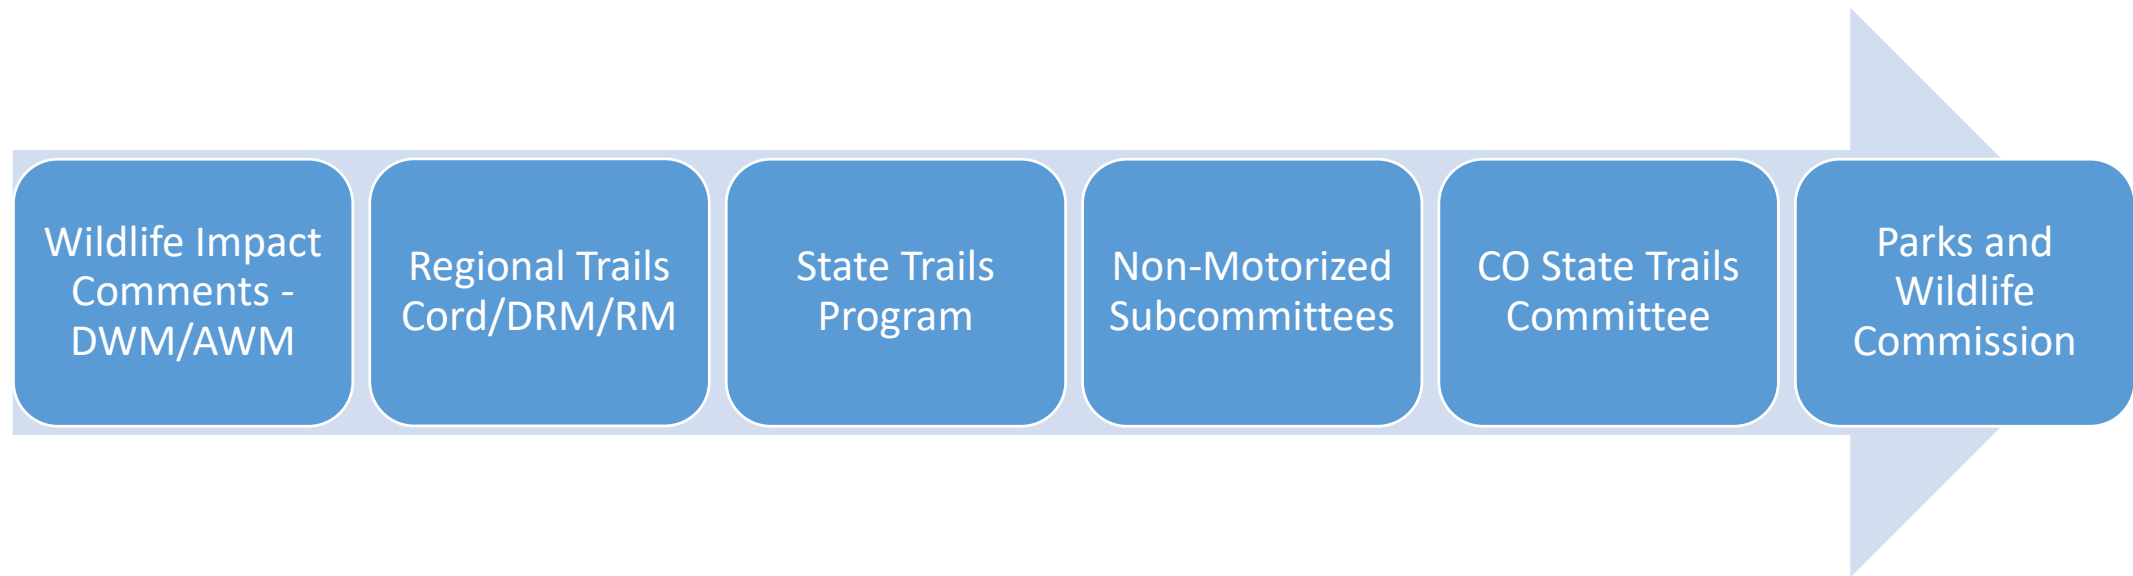 Wildlife Impact
Comments -
DWM/AWM
Regional Trails
Cord/DRM/RM
State Trails
Program
Non-Motorized
Subcommittees
CO State Trails
Committee
Parks and
Wildlife
Commission